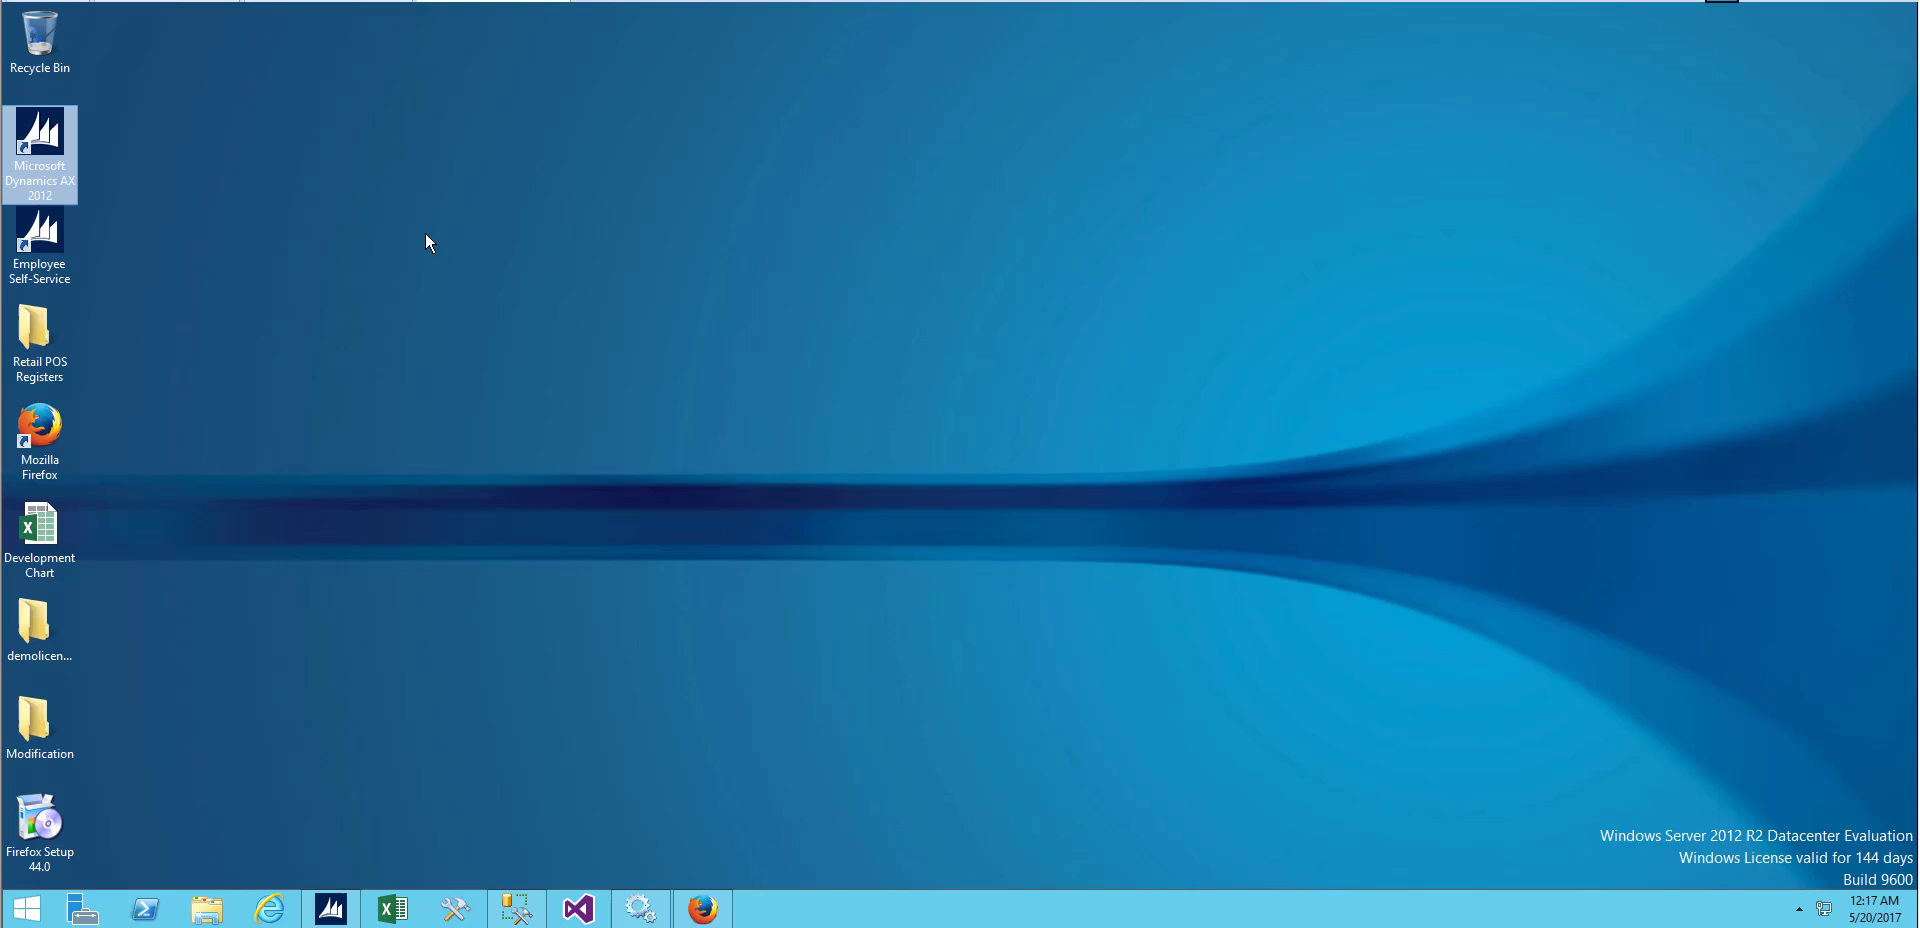 Recycle Bin
Microsoft
Dynamics AX
2012
Employee
Self-Service
Retail POS
Registers
Mozilla
Firefox
Development
Chart
demolicen...
Modification
Firefox Setup
44.0
Windows Server 2012 R2 Datacenter Evaluation
Windows License valid for 144 days
Build 9600
12:17 AM
5/20/2017